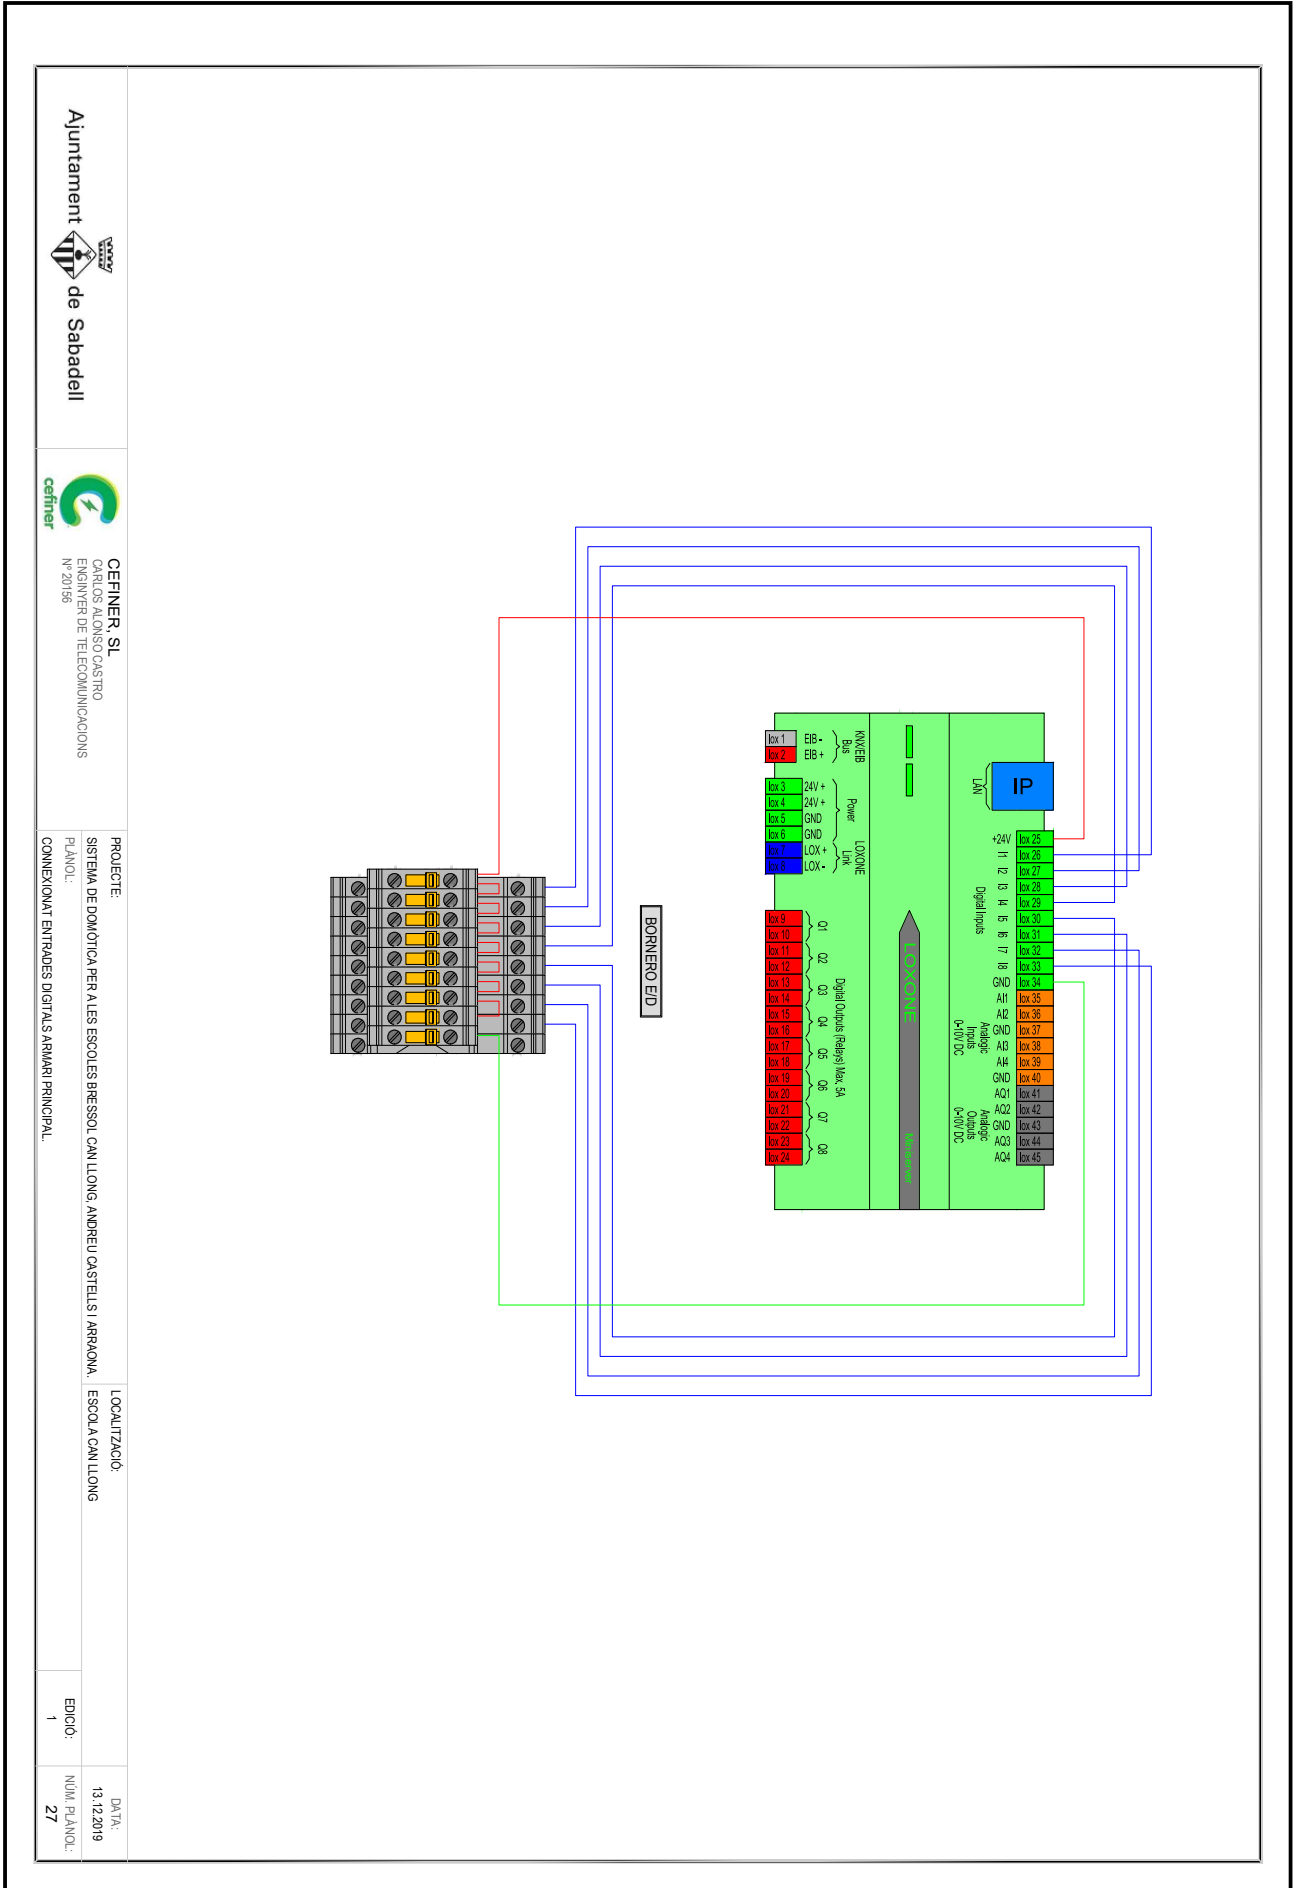 Ajuntament de Sabadell
cefiner
CEFINER, SL
CARLOS ALONSO CASTRO
ENGINYER DE TELECOMUNICACIONS
Nº 20156
PROJECTE:
SISTEMA DE DOMÒTICA PER A LES ESCOLES BRESSOL CAN LLONG, ANDREU CASTELLS I ARRAONA.
PLÀNOL:
CONNEXIONAT ENTRADES DIGITALS ARMARI PRINCIPAL.
LOCALITZACIÓ:
ESCOLA CAN LLONG
EDICIÓ:
1
DATA:
13.12.2019
NÚM. PLÀNOL:
27
BORNERO E/D
IP
LAN
+24V lox 25
I1 lox 26
I2 lox 27
I3 lox 28
I4 lox 29
I5 lox 30
I6 lox 31
I7 lox 32
I8 lox 33
GND lox 34
Digital Inputs
AI1 lox 35
AI2 lox 36
GND lox 37
AI3 lox 38
AI4 lox 39
GND lox 40
Analogic
Inputs
0-10V DC
AQ1 lox 41
AQ2 lox 42
GND lox 43
AQ3 lox 44
AQ4 lox 45
Analogic
Outputs
0-10V DC
LOXONE
Miniserver
KNX/EIB
Bus
lox 1 EIB -
lox 2 EIB +
Power
lox 3 24V +
lox 4 24V +
lox 5 GND
lox 6 GND
LOXONE
Link
lox 7 LOX +
lox 8 LOX -
Digital Outputs (Relays) Max. 5A
lox 9
lox 10
Q1
lox 11
lox 12
Q2
lox 13
lox 14
Q3
lox 15
lox 16
Q4
lox 17
lox 18
Q5
lox 19
lox 20
Q6
lox 21
lox 22
Q7
lox 23
lox 24
Q8